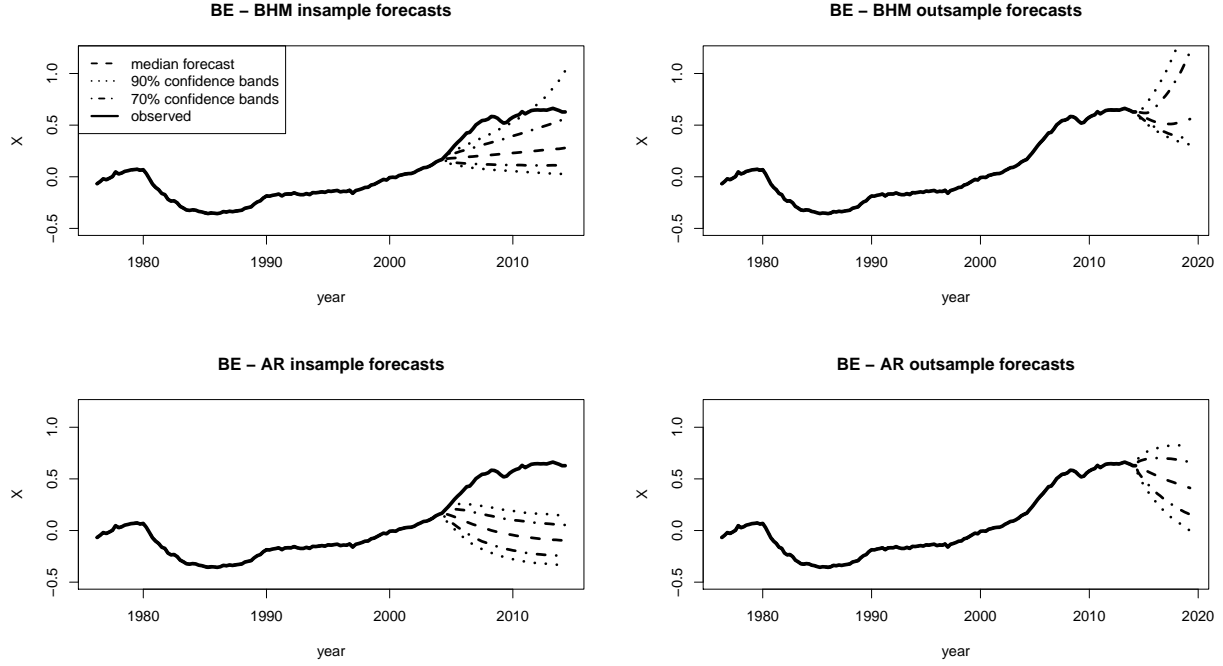 BE − BHM insample forecasts
X
−0.5
0.0
0.5
1.0
median forecast
90% confidence bands
70% confidence bands
observed
1980
1990
2000
2010
year
BE − BHM outsample forecasts
X
−0.5
0.0
0.5
1.0
1980
1990
2000
2010
2020
year
BE − AR insample forecasts
X
−0.5
0.0
0.5
1.0
1980
1990
2000
2010
year
BE − AR outsample forecasts
X
−0.5
0.0
0.5
1.0
1980
1990
2000
2010
2020
year